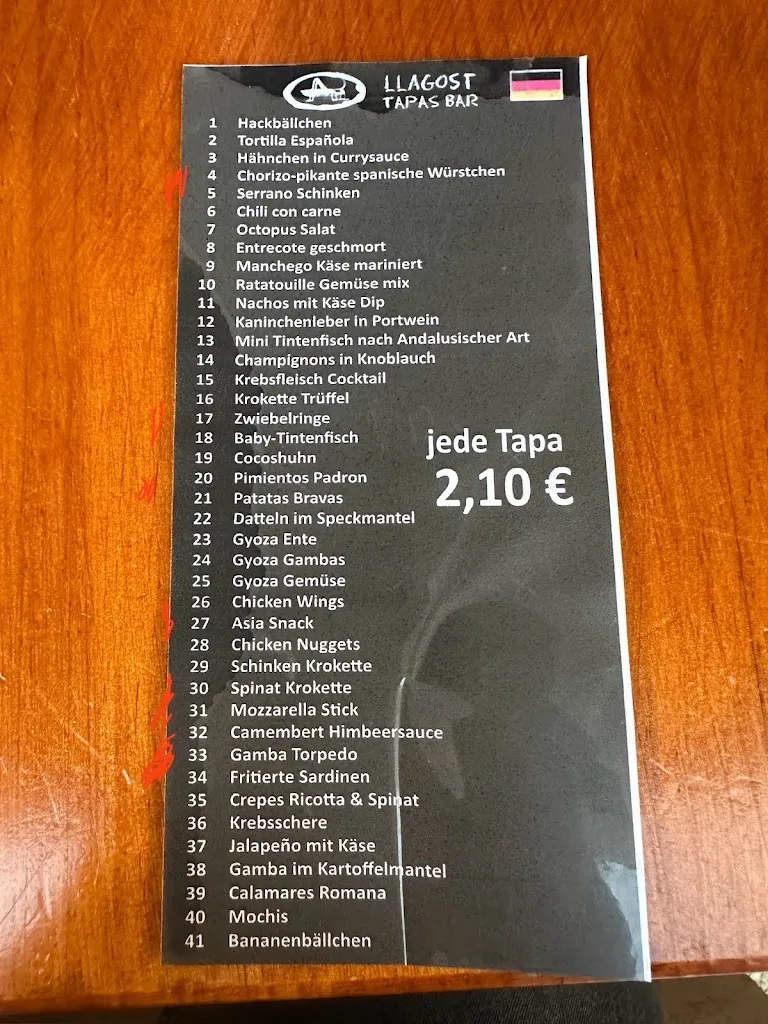 LLAGOST
TAPAS BAR
1 Hackbällchen
2 Tortilla Española
3 Hähnchen in Currysauce
4 Chorizo-pikante spanische Würstchen
5 Serrano Schinken
6 Chili con carne
7 Octopus Salat
8 Entrecote geschmort
9 Manchego Käse mariniert
10 Ratatouille Gemüse mix
11 Nachos mit Käse Dip
12 Kaninchenleber in Portwein
13 Mini Tintenfisch nach Andalusischer Art
14 Champignons in Knoblauch
15 Krebsfleisch Cocktail
16 Krokette Trüffel
17 Zwiebelringe
18 Baby-Tintenfisch
19 Cocoshuhn
20 Pimientos Padron
21 Patatas Bravas
22 Datteln im Speckmantel
23 Gyoza Ente
24 Gyoza Gambas
25 Gyoza Gemüse
26 Chicken Wings
27 Asia Snack
28 Chicken Nuggets
29 Schinken Krokette
30 Spinat Krokette
31 Mozzarella Stick
32 Camembert Himbeersauce
33 Gamba Torpedo
34 Fritierte Sardinen
35 Crepes Ricotta & Spinat
36 Krebsschere
37 Jalapeño mit Käse
38 Gamba im Kartoffelmantel
39 Calamares Romana
40 Mochis
41 Bananenbällchen
jede Tapa
2,10 €